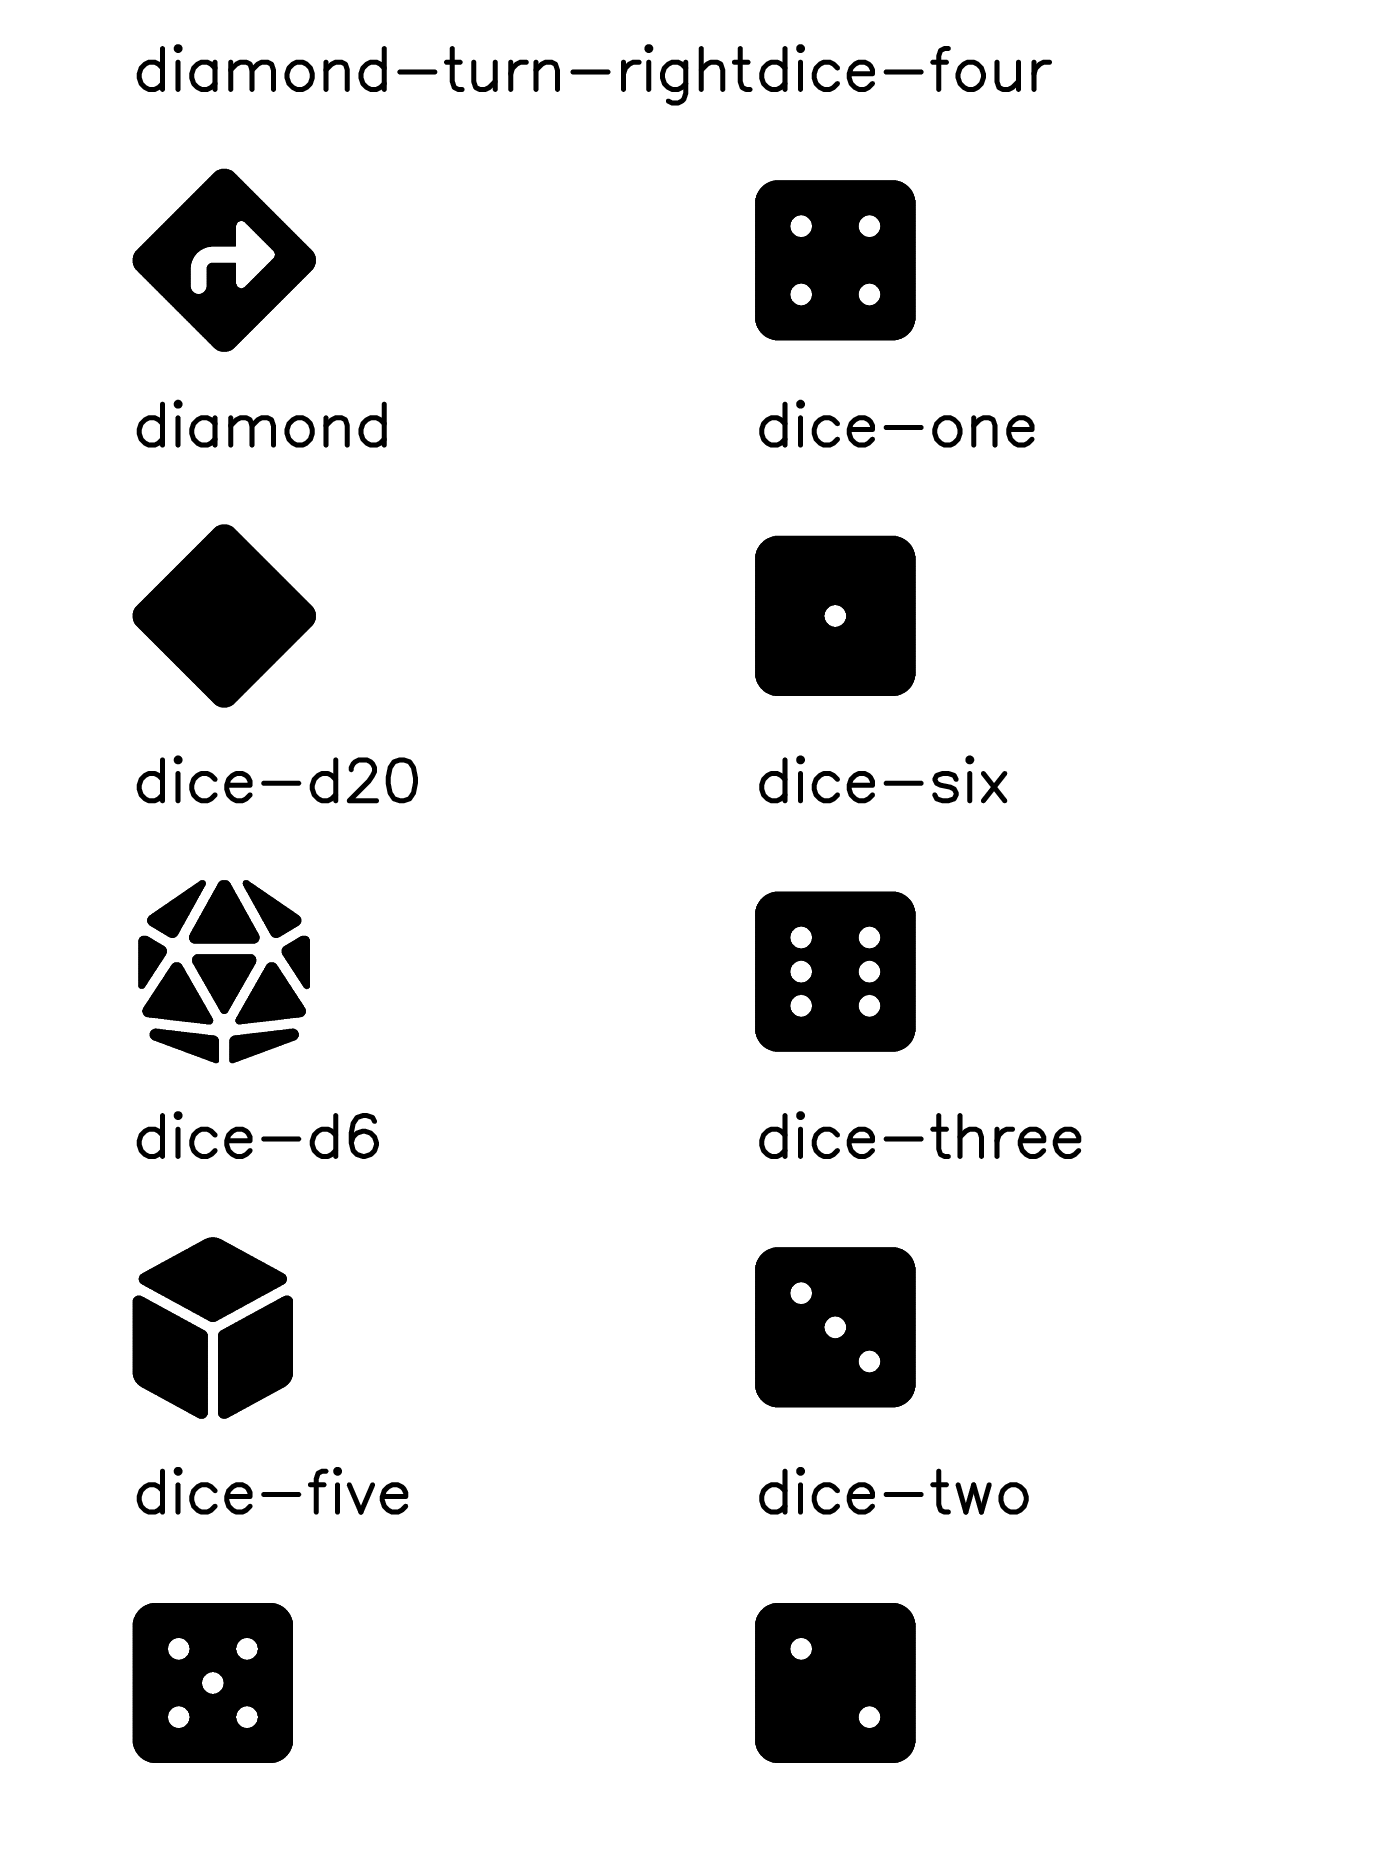 diamond-turn-rightdice-four
diamond dice-one
dice-d20 dice-six
dice-d6 dice-three
dice-five dice-two